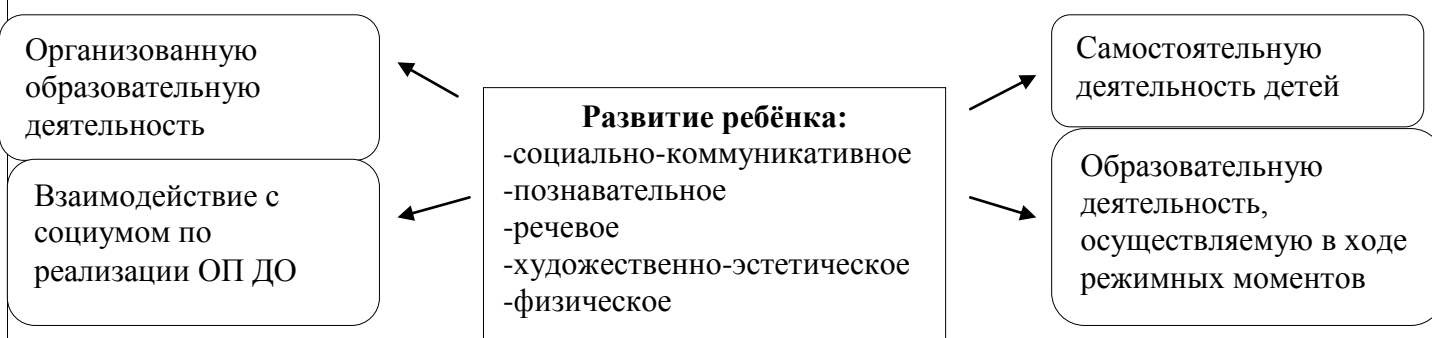 Организованную
образовательную
деятельность
Взаимодействие с
социумом по
реализации ОП ДО
Развитие ребёнка:
-социально-коммуникативное
-познавательное
-речевое
-художественно-эстетическое
-физическое
Самостоятельную
деятельность детей
Образовательную
деятельность,
осуществляемую в ходе
режимных моментов